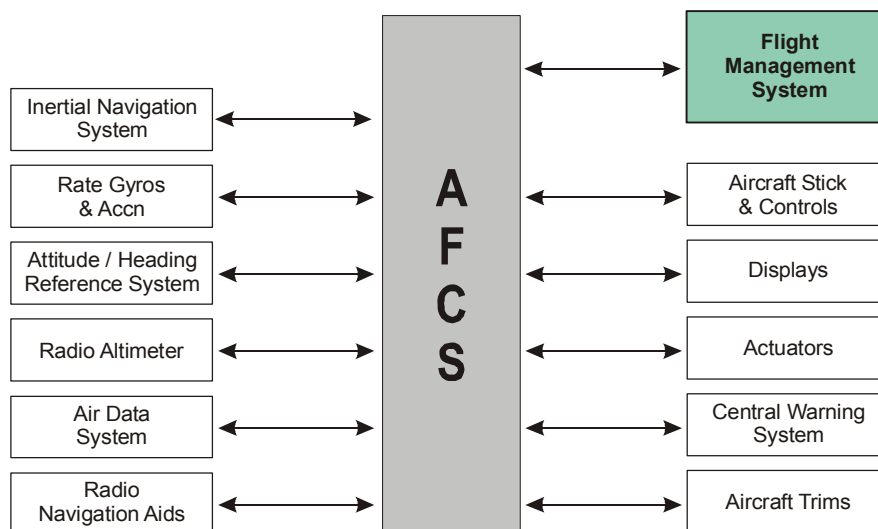 Flight
Management
System
Inertial Navigation
System
Rate Gyros
& Accn
Attitude / Heading
Reference System
Radio Altimeter
Air Data
System
Radio
Navigation Aids
A
F
C
S
Aircraft Stick
& Controls
Displays
Actuators
Central Warning
System
Aircraft Trims